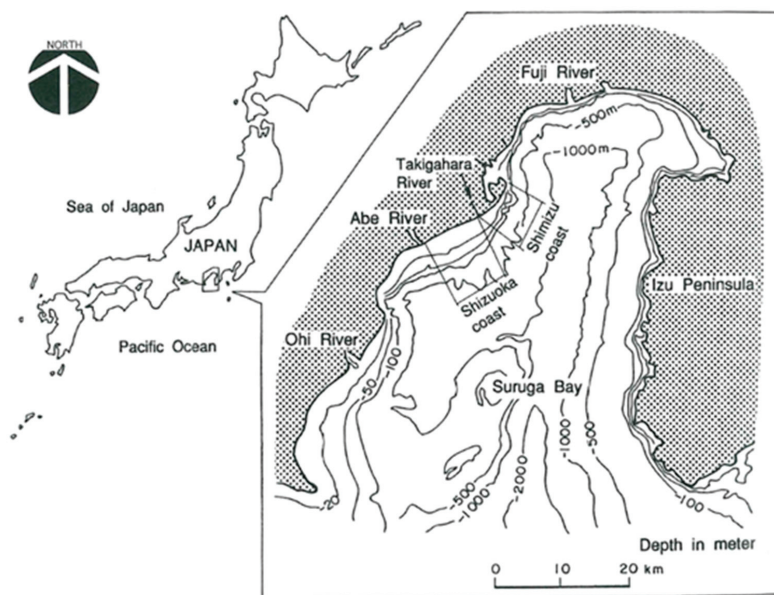 NORTH
Sea of Japan
JAPAN
Pacific Ocean
Fuji River
-500m
-1000m
Takigahara
River
Abe River
Shimizu
coast
Shizuoka
coast
Izu Peninsula
Ohi River
-50
-100
Suruga Bay
-20
-500
-1000
-2000
-1000
-500
-100
Depth in meter
0 10 20 km